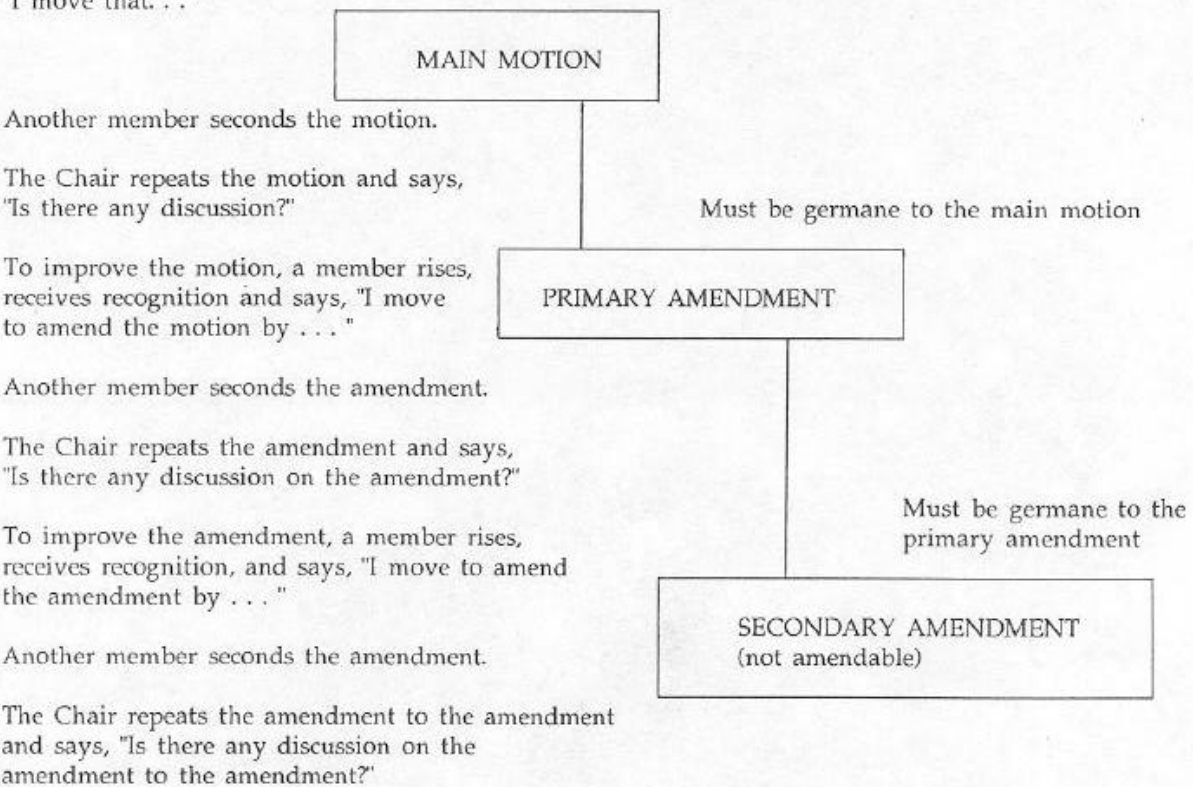 "I move that. . .
MAIN MOTION
Another member seconds the motion.
The Chair repeats the motion and says,
"Is there any discussion?"
Must be germane to the main motion
To improve the motion, a member rises,
receives recognition and says, "I move
to amend the motion by . . . "
PRIMARY AMENDMENT
Another member seconds the amendment.
The Chair repeats the amendment and says,
"Is there any discussion on the amendment?"
Must be germane to the
primary amendment
To improve the amendment, a member rises,
receives recognition, and says, "I move to amend
the amendment by . . . "
SECONDARY AMENDMENT
(not amendable)
Another member seconds the amendment.
The Chair repeats the amendment to the amendment
and says, "Is there any discussion on the
amendment to the amendment?"